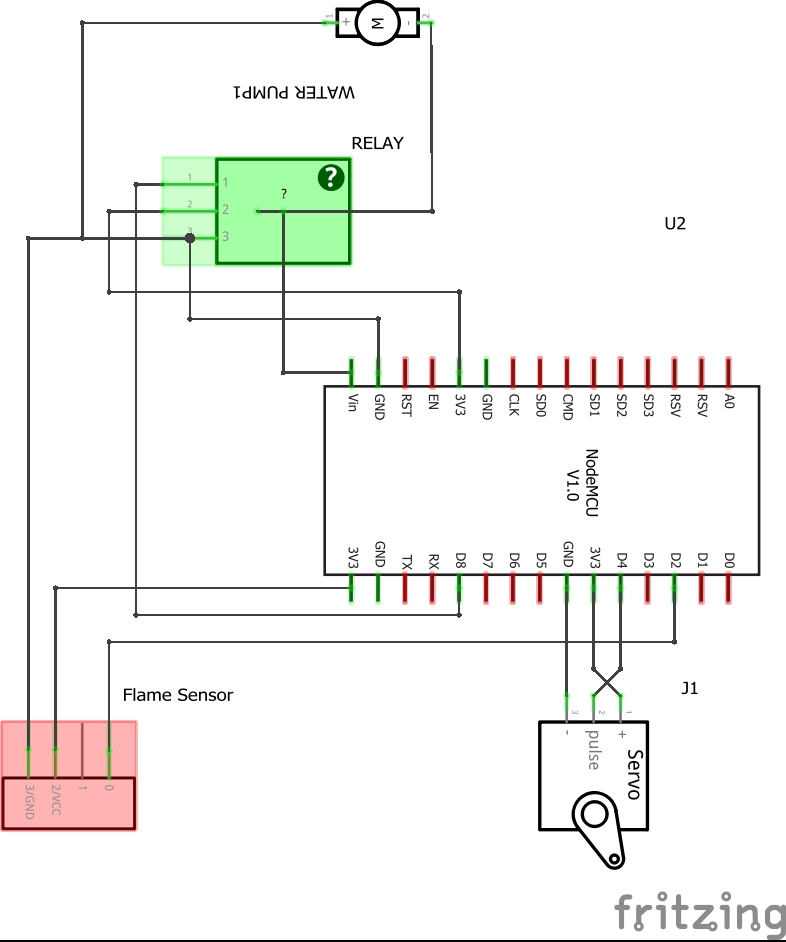 1 + M - 2
WATER PUMP1
RELAY
?
1 1
?
2 2
3 3
U2
Vin GND RST EN 3V3 GND CLK SD0 CMD SD1 SD2 SD3 RSV RSV A0
NodeMCU
V1.0
3V3 GND TX RX D8 D7 D6 D5 GND 3V3 D4 D3 D2 D1 D0
Flame Sensor
J1
3 2 1
- pulse +
Servo
3/GND 2/VCC 1 0
fritzing